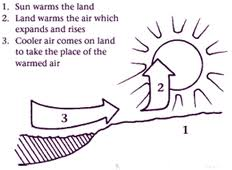 1. Sun warms the land
2. Land warms the air which
expands and rises
3. Cooler air comes on land
to take the place of the
warmed air
2
3
1